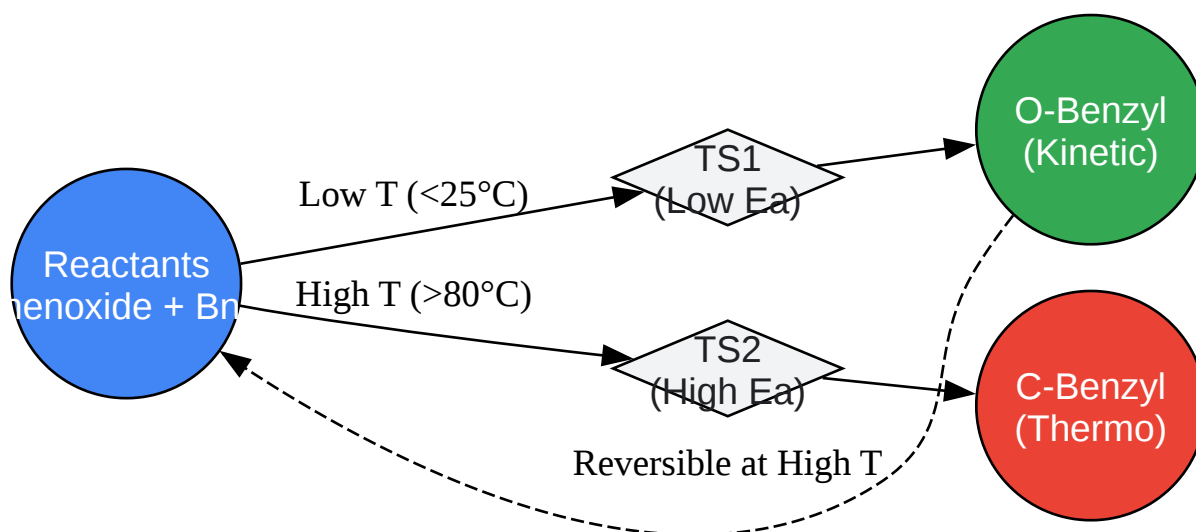 O-Benzyl
(Kinetic)
TS1
(Low Ea)
Low T (<25°C)
Reactants
henoxide + Bn
High T (>80°C)
TS2
(High Ea)
C-Benzyl
(Thermo)
Reversible at High T